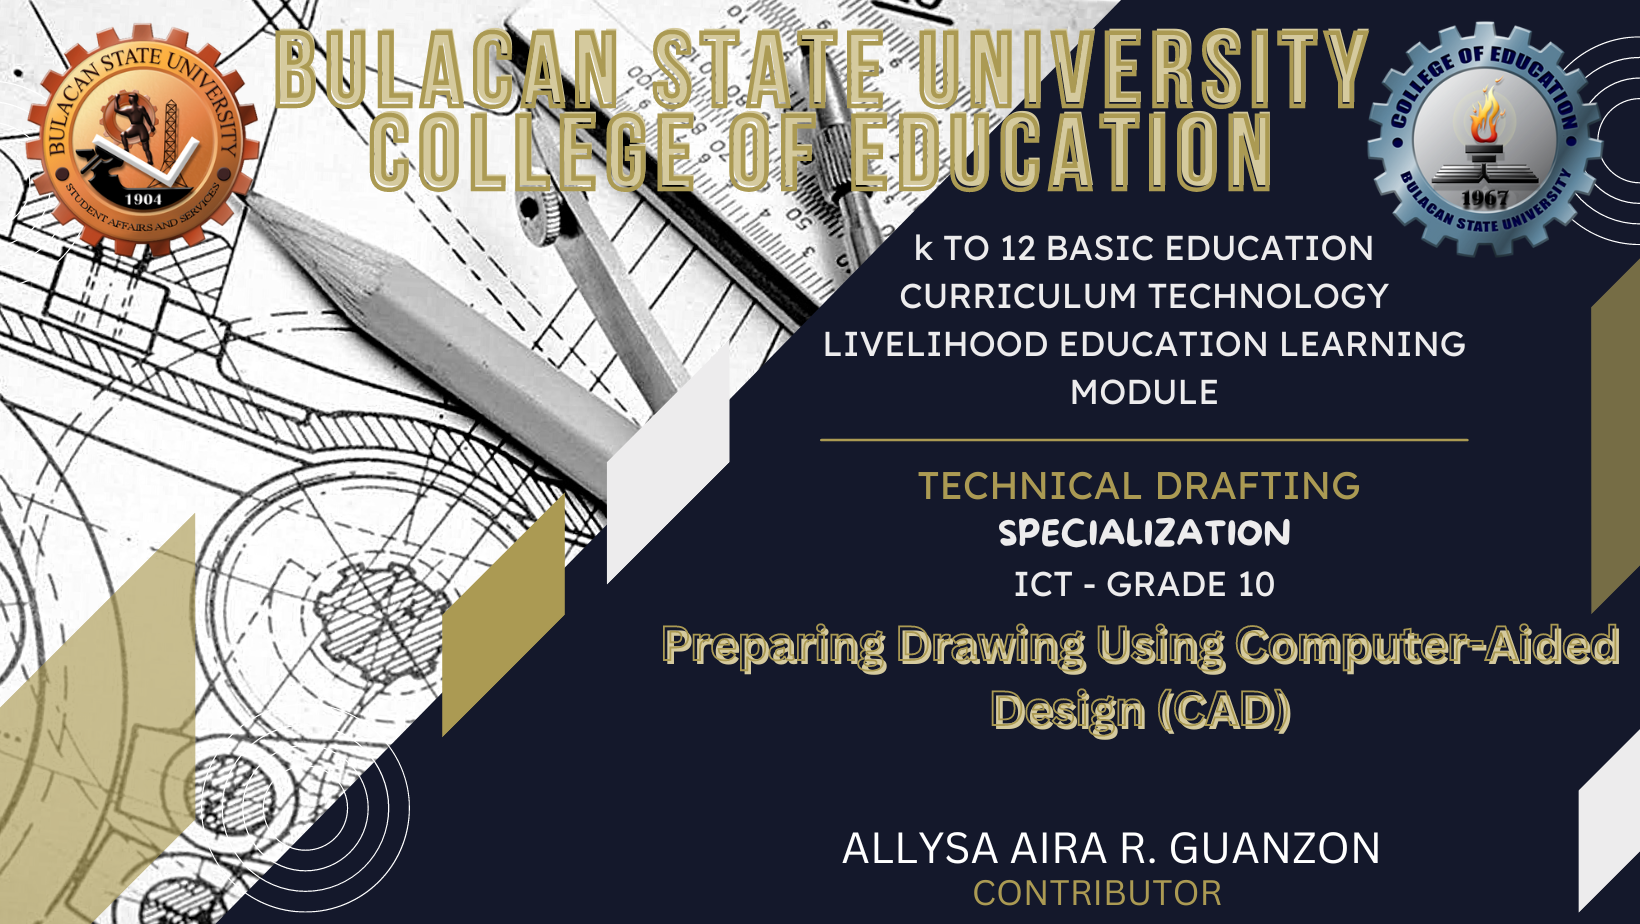 BULACAN STATE UNIVERSITY
COLLEGE OF EDUCATION
BULACAN STATE UNIVERSITY
STUDENT AFFAIRS AND SERVICES
1904
COLLEGE OF EDUCATION
1967
BULACAN STATE UNIVERSITY
k TO 12 BASIC EDUCATION
CURRICULUM TECHNOLOGY
LIVELIHOOD EDUCATION LEARNING
MODULE
TECHNICAL DRAFTING
SPECIALIZATION
ICT - GRADE 10
Preparing Drawing Using Computer-Aided
Design (CAD)
ALLYSA AIRA R. GUANZON
CONTRIBUTOR